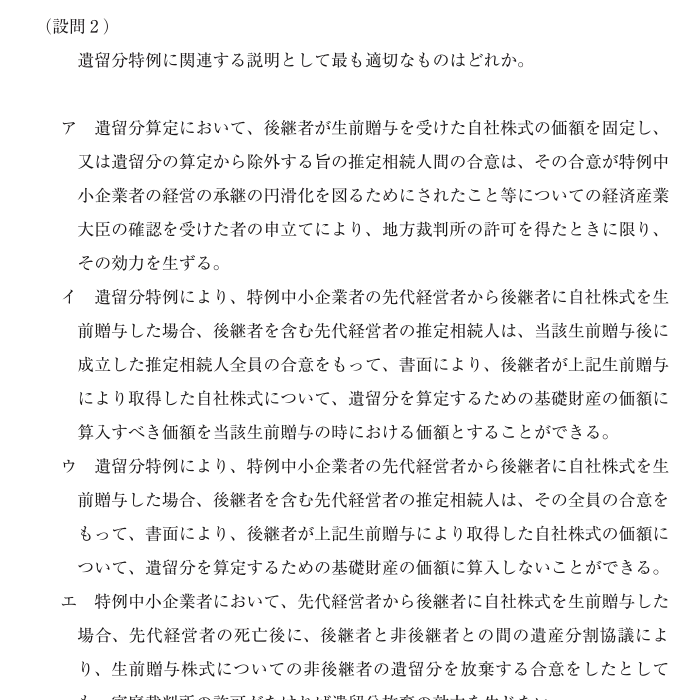 （設問２）
遺留分特例に関連する説明として最も適切なものはどれか。
ア　遺留分算定において、後継者が生前贈与を受けた自社株式の価額を固定し、
又は遺留分の算定から除外する旨の推定相続人間の合意は、その合意が特例中
小企業者の経営の承継の円滑化を図るためにされたこと等についての経済産業
大臣の確認を受けた者の申立てにより、地方裁判所の許可を得たときに限り、
その効力を生ずる。
イ　遺留分特例により、特例中小企業者の先代経営者から後継者に自社株式を生
前贈与した場合、後継者を含む先代経営者の推定相続人は、当該生前贈与後に
成立した推定相続人全員の合意をもって、書面により、後継者が上記生前贈与
により取得した自社株式について、遺留分を算定するための基礎財産の価額に
算入すべき価額を当該生前贈与の時における価額とすることができる。
ウ　遺留分特例により、特例中小企業者の先代経営者から後継者に自社株式を生
前贈与した場合、後継者を含む先代経営者の推定相続人は、その全員の合意を
もって、書面により、後継者が上記生前贈与により取得した自社株式の価額に
ついて、遺留分を算定するための基礎財産の価額に算入しないことができる。
エ　特例中小企業者において、先代経営者から後継者に自社株式を生前贈与した
場合、先代経営者の死亡後に、後継者と非後継者との間の遺産分割協議によ
り、生前贈与株式についての非後継者の遺留分を放棄する合意をしたとして
も、家庭裁判所の許可がなければ遺留分放棄の効力を生じない。